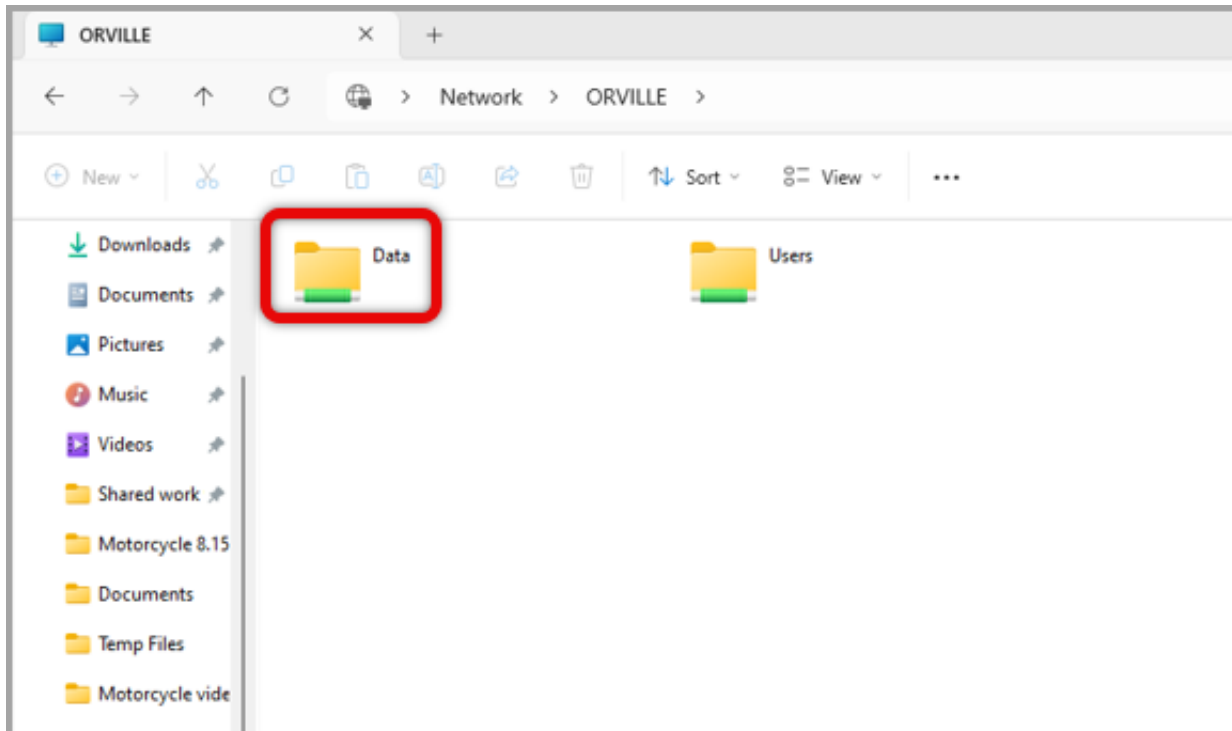 ORVILLE
Network > ORVILLE >
New
Sort
View
Downloads
Data
Users
Documents
Pictures
Music
Videos
Shared work
Motorcycle 8.15
Documents
Temp Files
Motorcycle vide